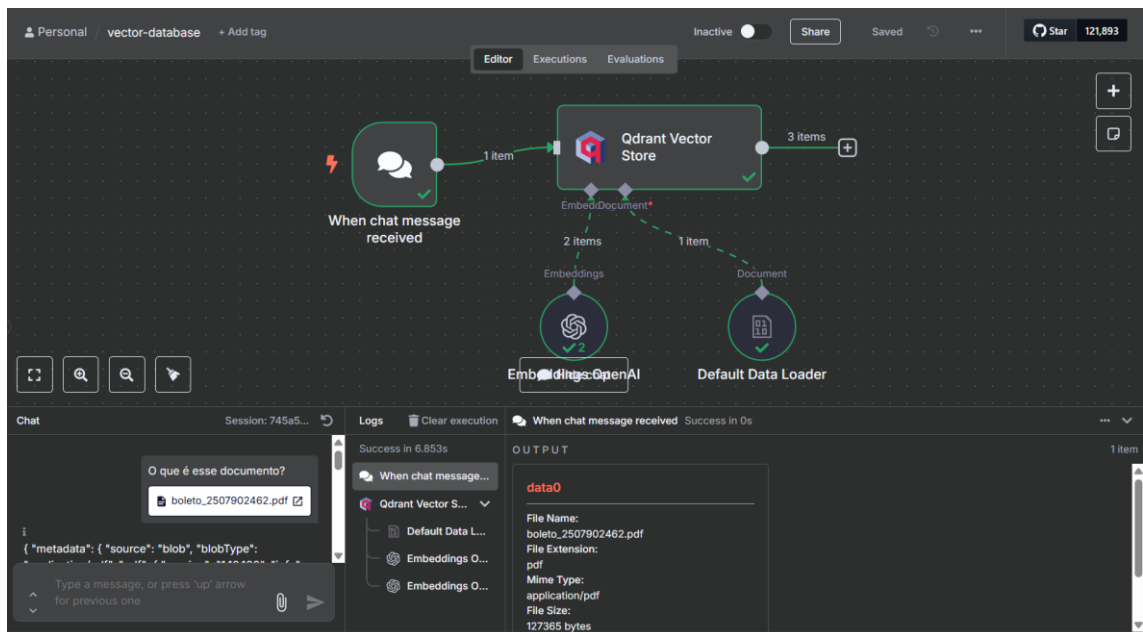 Personal / vector-database + Add tag
Inactive Share Saved ... Star 121,893
Editor Executions Evaluations
1 item
Qdrant Vector
Store
3 items
When chat message
received
Document*
2 items
1 item
Embeddings
Document
2
Default Data Loader
Chat Session: 745a5...
O que é esse documento?
boleto_2507902462.pdf
{ "metadata": { "source": "blob", "blobType":
Type a message, or press 'up' arrow
for previous one
Logs Clear execution
Success in 6.853s
When chat message...
Qdrant Vector S...
Default Data L...
Embeddings O...
Embeddings O...
When chat message received Success in 0s
OUTPUT 1 item
data0
File Name:
boleto_2507902462.pdf
File Extension:
pdf
Mime Type:
application/pdf
File Size:
127365 bytes